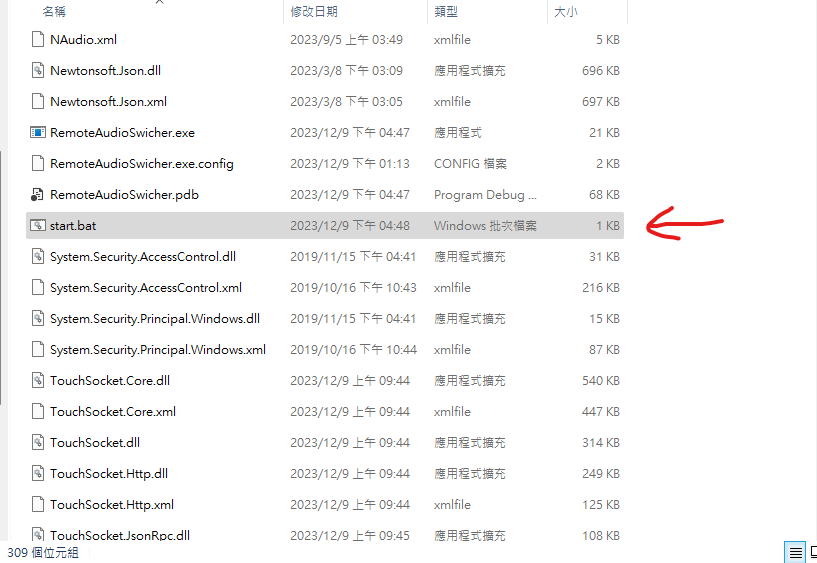 名稱 修改日期 類型 大小
NAudio.xml 2023/9/5 上午 03:49 xmlfile 5 KB
Newtonsoft.Json.dll 2023/3/8 下午 03:09 應用程式擴充 696 KB
Newtonsoft.Json.xml 2023/3/8 下午 03:05 xmlfile 697 KB
RemoteAudioSwicher.exe 2023/12/9 下午 04:47 應用程式 21 KB
RemoteAudioSwicher.exe.config 2023/12/9 下午 01:13 CONFIG 檔案 2 KB
RemoteAudioSwicher.pdb 2023/12/9 下午 04:47 Program Debug ... 68 KB
start.bat 2023/12/9 下午 04:48 Windows 批次檔案 1 KB
System.Security.AccessControl.dll 2019/11/15 下午 04:41 應用程式擴充 31 KB
System.Security.AccessControl.xml 2019/10/16 下午 10:43 xmlfile 216 KB
System.Security.Principal.Windows.dll 2019/11/15 下午 04:41 應用程式擴充 15 KB
System.Security.Principal.Windows.xml 2019/10/16 下午 10:44 xmlfile 87 KB
TouchSocket.Core.dll 2023/12/9 上午 09:44 應用程式擴充 540 KB
TouchSocket.Core.xml 2023/12/9 上午 09:44 xmlfile 447 KB
TouchSocket.dll 2023/12/9 上午 09:44 應用程式擴充 314 KB
TouchSocket.Http.dll 2023/12/9 上午 09:44 應用程式擴充 249 KB
TouchSocket.Http.xml 2023/12/9 上午 09:44 xmlfile 125 KB
TouchSocket.JsonRpc.dll 2023/12/9 上午 09:45 應用程式擴充 108 KB
309 個位元組